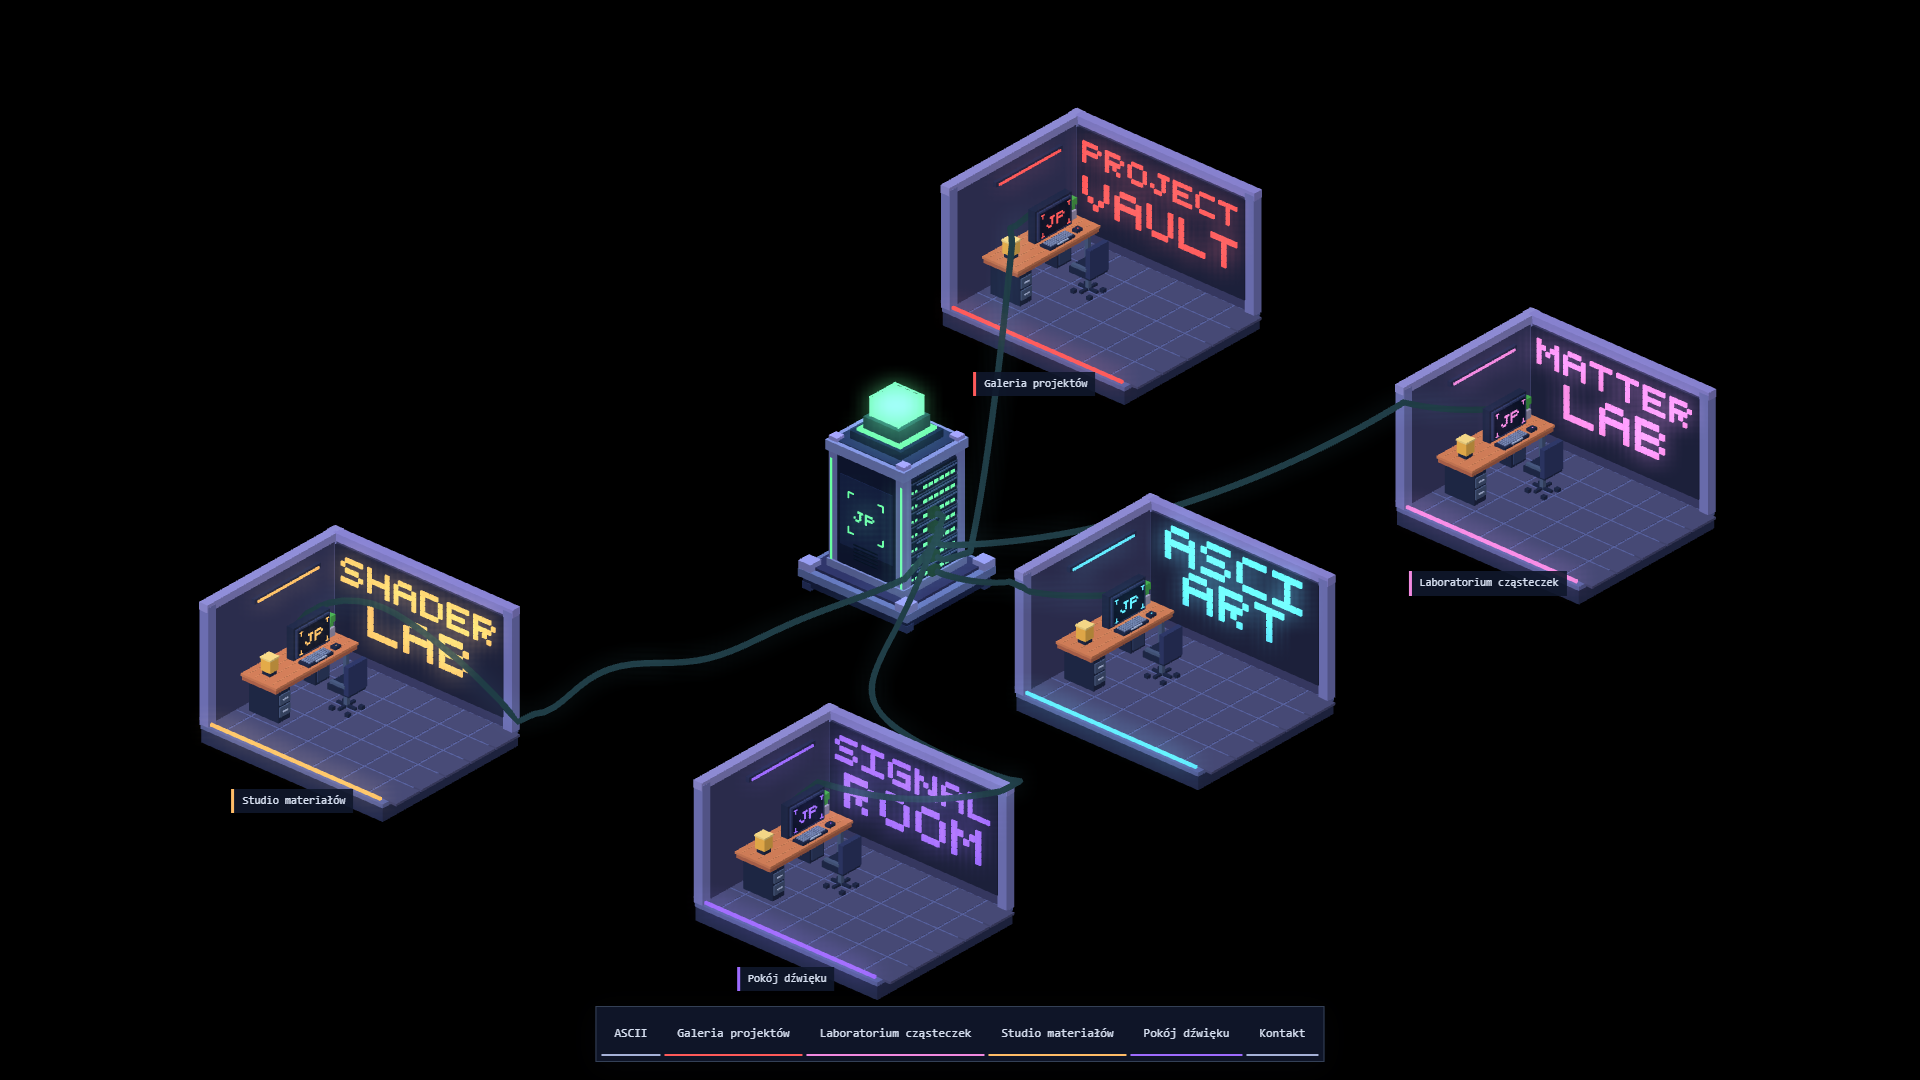 PROJECT
VAULT
JP
Galeria projektów
MATTER
LAB
JP
Laboratorium cząsteczek
JP
ASCI
ART
JP
SHADER
LAB
JP
Studio materiałów
SIGNAL
ROOM
JP
Pokój dźwięku
ASCII
Galeria projektów
Laboratorium cząsteczek
Studio materiałów
Pokój dźwięku
Kontakt